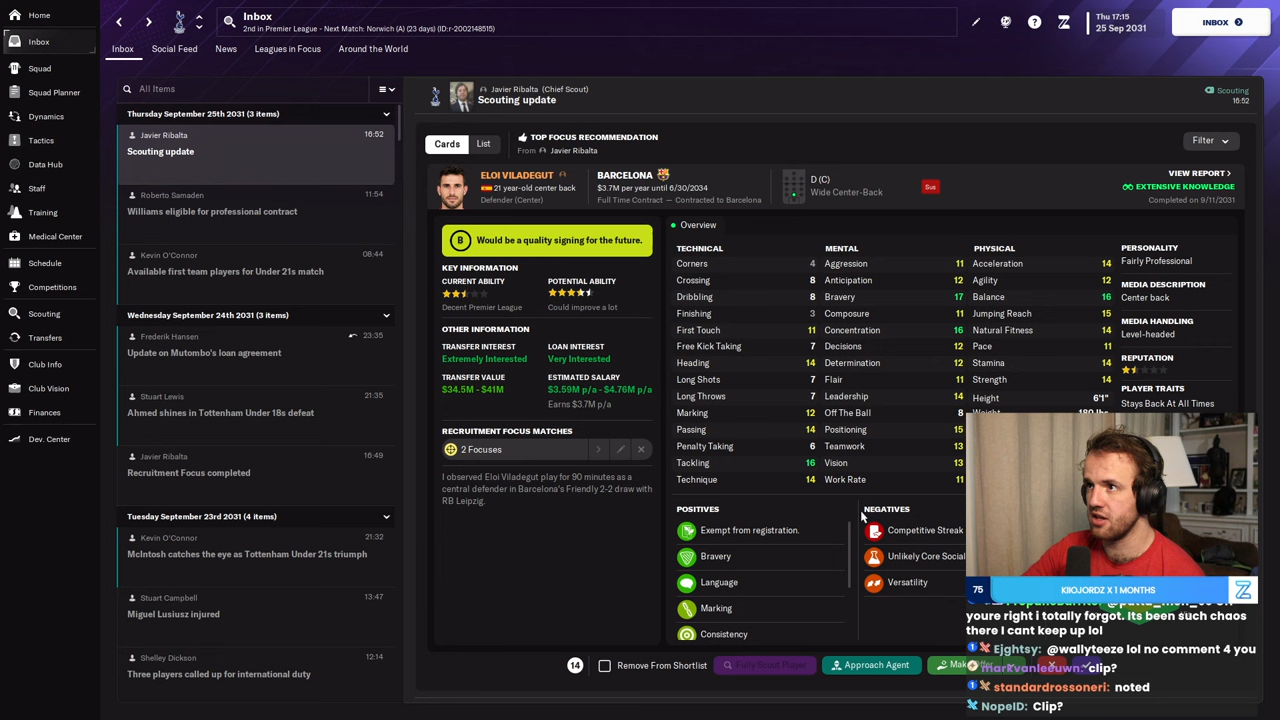 Home
Inbox
Squad
Squad Planner
Dynamics
Tactics
Data Hub
Staff
Training
Medical Center
Schedule
Competitions
Scouting
Transfers
Club Info
Club Vision
Finances
Dev. Center
Inbox
2nd in Premier League - Next Match: Norwich (A) (23 days) (ID:r-2002148515)
Thu 17:15
25 Sep 2031
INBOX
Inbox
Social Feed
News
Leagues in Focus
Around the World
All Items
Thursday September 25th 2031 (3 items)
Javier Ribalta 16:52
Scouting update
Roberto Samaden 11:54
Williams eligible for professional contract
Kevin O'Connor 08:44
Available first team players for Under 21s match
Wednesday September 24th 2031 (3 items)
Frederik Hansen 23:35
Update on Mutombo's loan agreement
Stuart Lewis 21:35
Ahmed shines in Tottenham Under 18s defeat
Javier Ribalta 16:49
Recruitment Focus completed
Tuesday September 23rd 2031 (4 items)
Kevin O'Connor 21:32
McIntosh catches the eye as Tottenham Under 21s triumph
Stuart Campbell 13:47
Miguel Lusiusz injured
Shelley Dickson 12:14
Three players called up for international duty
Javier Ribalta (Chief Scout)
Scouting update
Scouting
16:52
Cards
List
TOP FOCUS RECOMMENDATION
From Javier Ribalta
Filter
ELOI VILADEGUT
21 year-old center back
Defender (Center)
BARCELONA
$3.7M per year until 6/30/2034
Full Time Contract — Contracted to Barcelona
D (C)
Wide Center-Back
Sus
VIEW REPORT >
EXTENSIVE KNOWLEDGE
Completed on 9/11/2031
B Would be a quality signing for the future.
KEY INFORMATION
CURRENT ABILITY
Decent Premier League
POTENTIAL ABILITY
Could improve a lot
OTHER INFORMATION
TRANSFER INTEREST
Extremely Interested
LOAN INTEREST
Very Interested
TRANSFER VALUE
$34.5M - $41M
ESTIMATED SALARY
$3.59M p/a - $4.76M p/a
Earns $3.7M p/a
RECRUITMENT FOCUS MATCHES
2 Focuses
I observed Eloi Viladegut play for 90 minutes as
a central defender in Barcelona's Friendly 2-2 draw with
RB Leipzig.
Overview
TECHNICAL
Corners 4
Crossing 8
Dribbling 8
Finishing 3
First Touch 11
Free Kick Taking 7
Heading 14
Long Shots 7
Long Throws 7
Marking 12
Passing 14
Penalty Taking 6
Tackling 16
Technique 14
MENTAL
Aggression 11
Anticipation 12
Bravery 17
Composure 11
Concentration 16
Decisions 12
Determination 12
Flair 11
Leadership 14
Off The Ball 8
Positioning 15
Teamwork 13
Vision 13
Work Rate 11
PHYSICAL
Acceleration 14
Agility 12
Balance 16
Jumping Reach 15
Natural Fitness 14
Pace 11
Stamina 14
Strength 14
Height 6'1"
PERSONALITY
Fairly Professional
MEDIA DESCRIPTION
Center back
MEDIA HANDLING
Level-headed
REPUTATION
PLAYER TRAITS
Stays Back At All Times
POSITIVES
Exempt from registration.
Bravery
Language
Marking
Consistency
NEGATIVES
Competitive Streak
Unlikely Core Social
Versatility
14
Remove From Shortlist
Fully Scout Player
Approach Agent
75 KIIOJORDZ X 1 MONTHS
youre right i totally forgot. Its been such chaos
there I cant keep up lol
Ejghtsy: @wallyteeze lol no comment 4 you
markvanleeuwn: clip?
standardrossoneri: noted
NopeID: Clip?